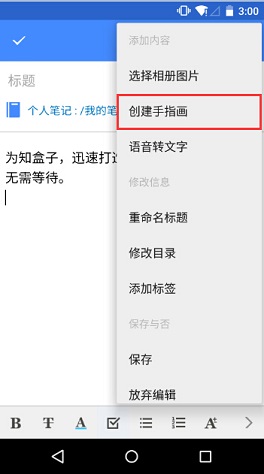 3:00
添加内容
标题
选择相册图片
个人笔记 : /我的笔
创建手指画
语音转文字
为知盒子，迅速打造
无需等待。
修改信息
重命名标题
修改目录
添加标签
保存与否
保存
放弃编辑
B T A A+